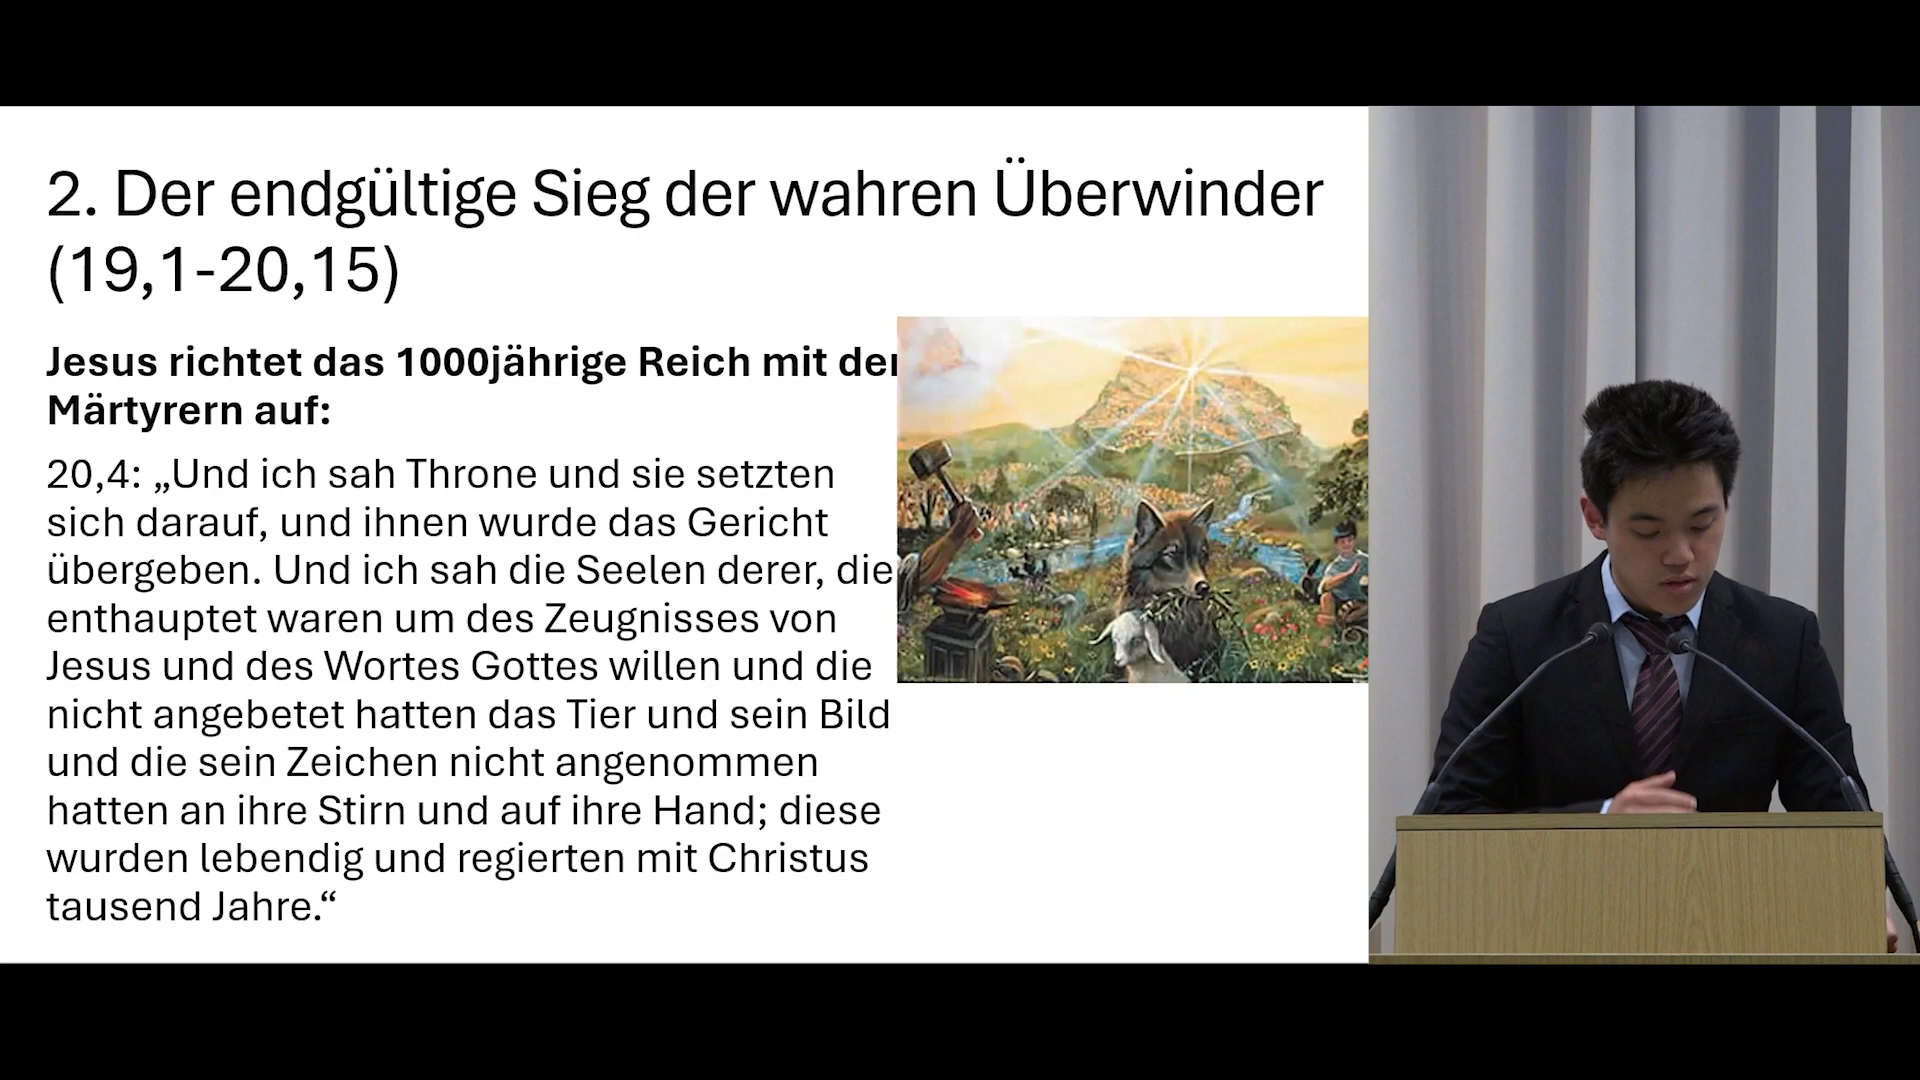 2. Der endgültige Sieg der wahren Überwinder
(19,1-20,15)
Jesus richtet das 1000jährige Reich mit den
Märtyrern auf:
20,4: „Und ich sah Throne und sie setzten
sich darauf, und ihnen wurde das Gericht
übergeben. Und ich sah die Seelen derer, die
enthauptet waren um des Zeugnisses von
Jesus und des Wortes Gottes willen und die
nicht angebetet hatten das Tier und sein Bild
und die sein Zeichen nicht angenommen
hatten an ihre Stirn und auf ihre Hand; diese
wurden lebendig und regierten mit Christus
tausend Jahre.“